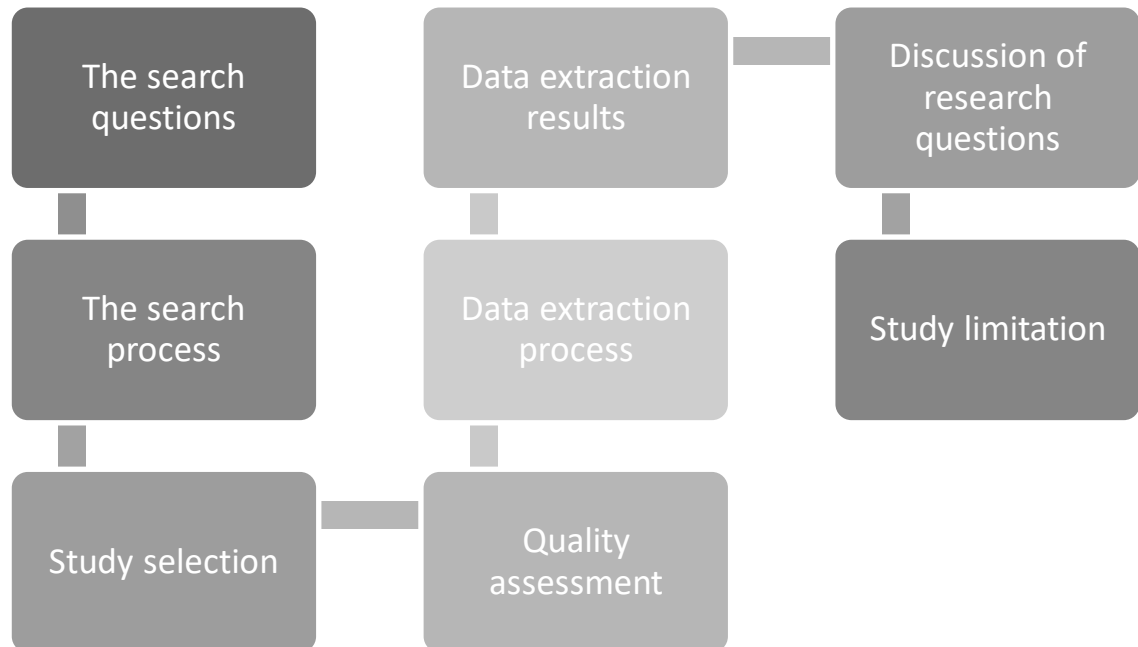 The search
questions
The search
process
Study selection
Quality
assessment
Data extraction
process
Data extraction
results
Discussion of
research
questions
Study limitation